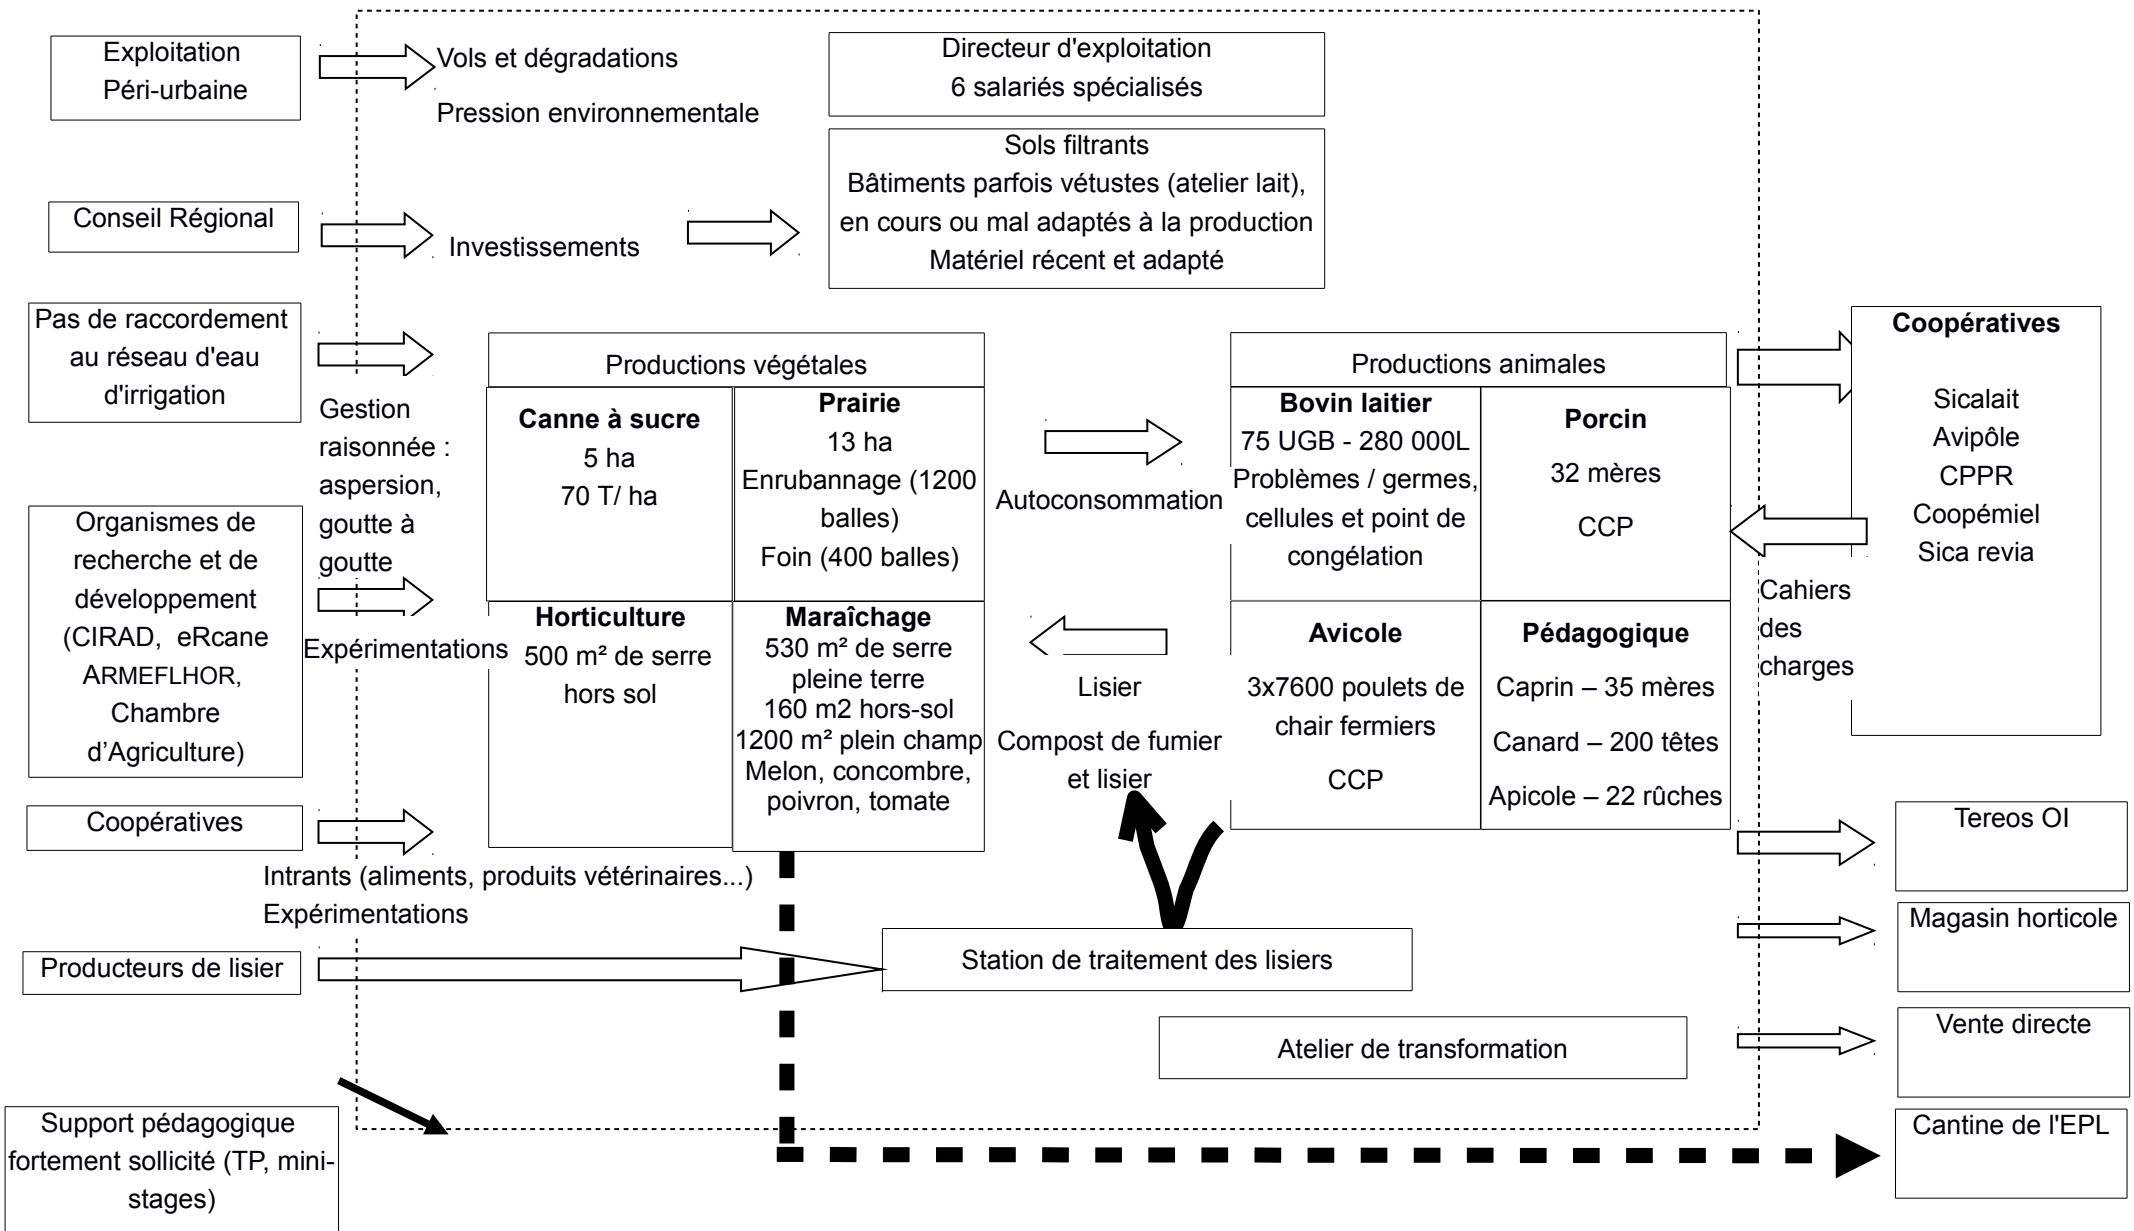 Exploitation
Péri-urbaine
Vols et dégradations
Pression environnementale
Directeur d'exploitation
6 salariés spécialisés
Sols filtrants
Bâtiments parfois vétustes (atelier lait),
en cours ou mal adaptés à la production
Matériel récent et adapté
Conseil Régional
Investissements
Pas de raccordement
au réseau d'eau
d'irrigation
Gestion
raisonnée :
aspersion,
goutte à
goutte
Organismes de
recherche et de
développement
(CIRAD, eRcane
ARMEFLHOR,
Chambre
d’Agriculture)
Expérimentations
Productions végétales
Canne à sucre
5 ha
70 T/ ha
Prairie
13 ha
Enrubannage (1200
balles)
Foin (400 balles)
Horticulture
500 m² de serre
hors sol
Maraîchage
530 m² de serre
pleine terre
160 m2 hors-sol
1200 m² plein champ
Melon, concombre,
poivron, tomate
Autoconsommation
Lisier
Compost de fumier
et lisier
Productions animales
Bovin laitier
75 UGB - 280 000L
Problèmes / germes,
cellules et point de
congélation
Porcin
32 mères
CCP
Avicole
3x7600 poulets de
chair fermiers
CCP
Pédagogique
Caprin – 35 mères
Canard – 200 têtes
Apicole – 22 rûches
Coopératives
Sicalait
Avipôle
CPPR
Coopémiel
Sica revia
Cahiers
des
charges
Coopératives
Intrants (aliments, produits vétérinaires...)
Expérimentations
Producteurs de lisier
Station de traitement des lisiers
Atelier de transformation
Tereos OI
Magasin horticole
Vente directe
Cantine de l'EPL
Support pédagogique
fortement sollicité (TP, mini-
stages)